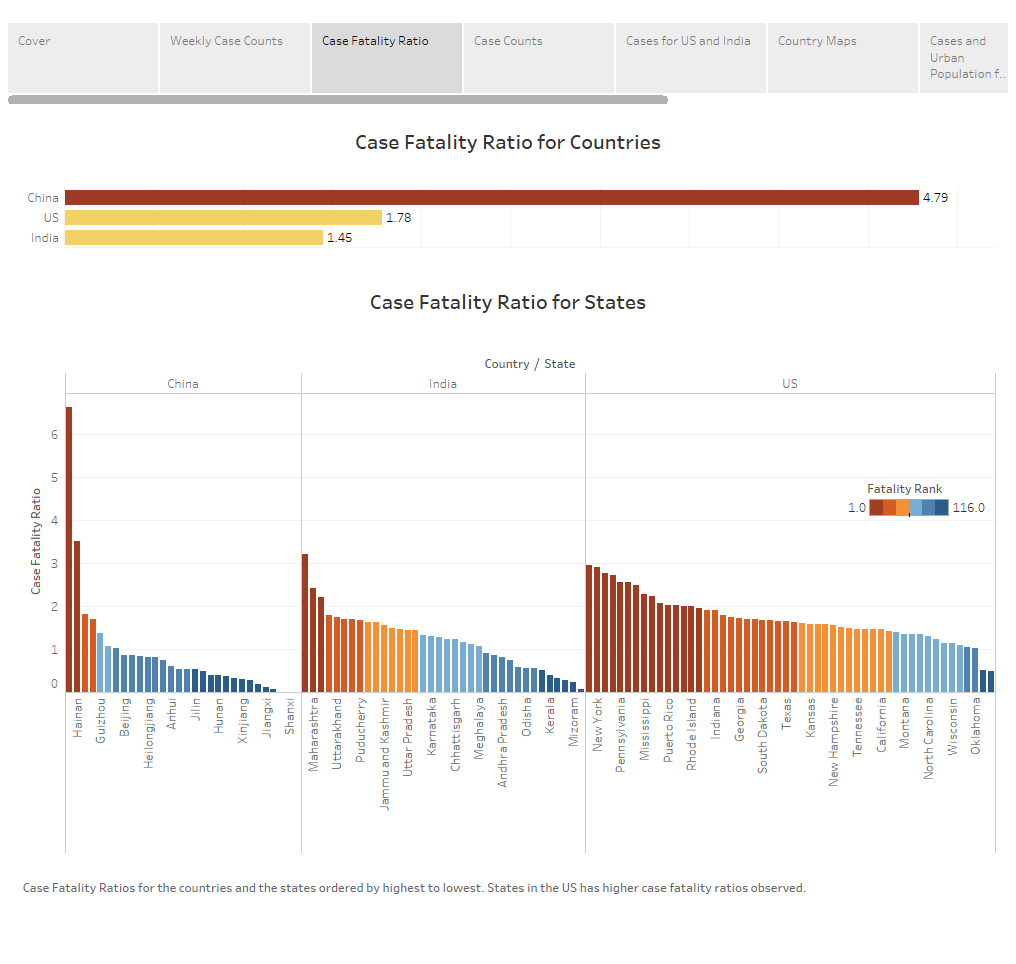 Cover
Weekly Case Counts
Case Fatality Ratio
Case Counts
Cases for US and India
Country Maps
Cases and
Urban
Population f..
Case Fatality Ratio for Countries
China 4.79
US 1.78
India 1.45
Case Fatality Ratio for States
Country / State
China India US
Case Fatality Ratio
6
5
4
3
2
1
0
Fatality Rank
1.0 116.0
Hainan
Guizhou
Beijing
Heilongjiang
Anhui
Jilin
Hunan
Xinjiang
Jiangxi
Shanxi
Maharashtra
Uttarakhand
Puducherry
Jammu and Kashmir
Uttar Pradesh
Karnataka
Chhattisgarh
Meghalaya
Andhra Pradesh
Odisha
Kerala
Mizoram
New York
Pennsylvania
Mississippi
Puerto Rico
Rhode Island
Indiana
Georgia
South Dakota
Texas
Kansas
New Hampshire
Tennessee
California
Montana
North Carolina
Wisconsin
Oklahoma
Case Fatality Ratios for the countries and the states ordered by highest to lowest. States in the US has higher case fatality ratios observed.